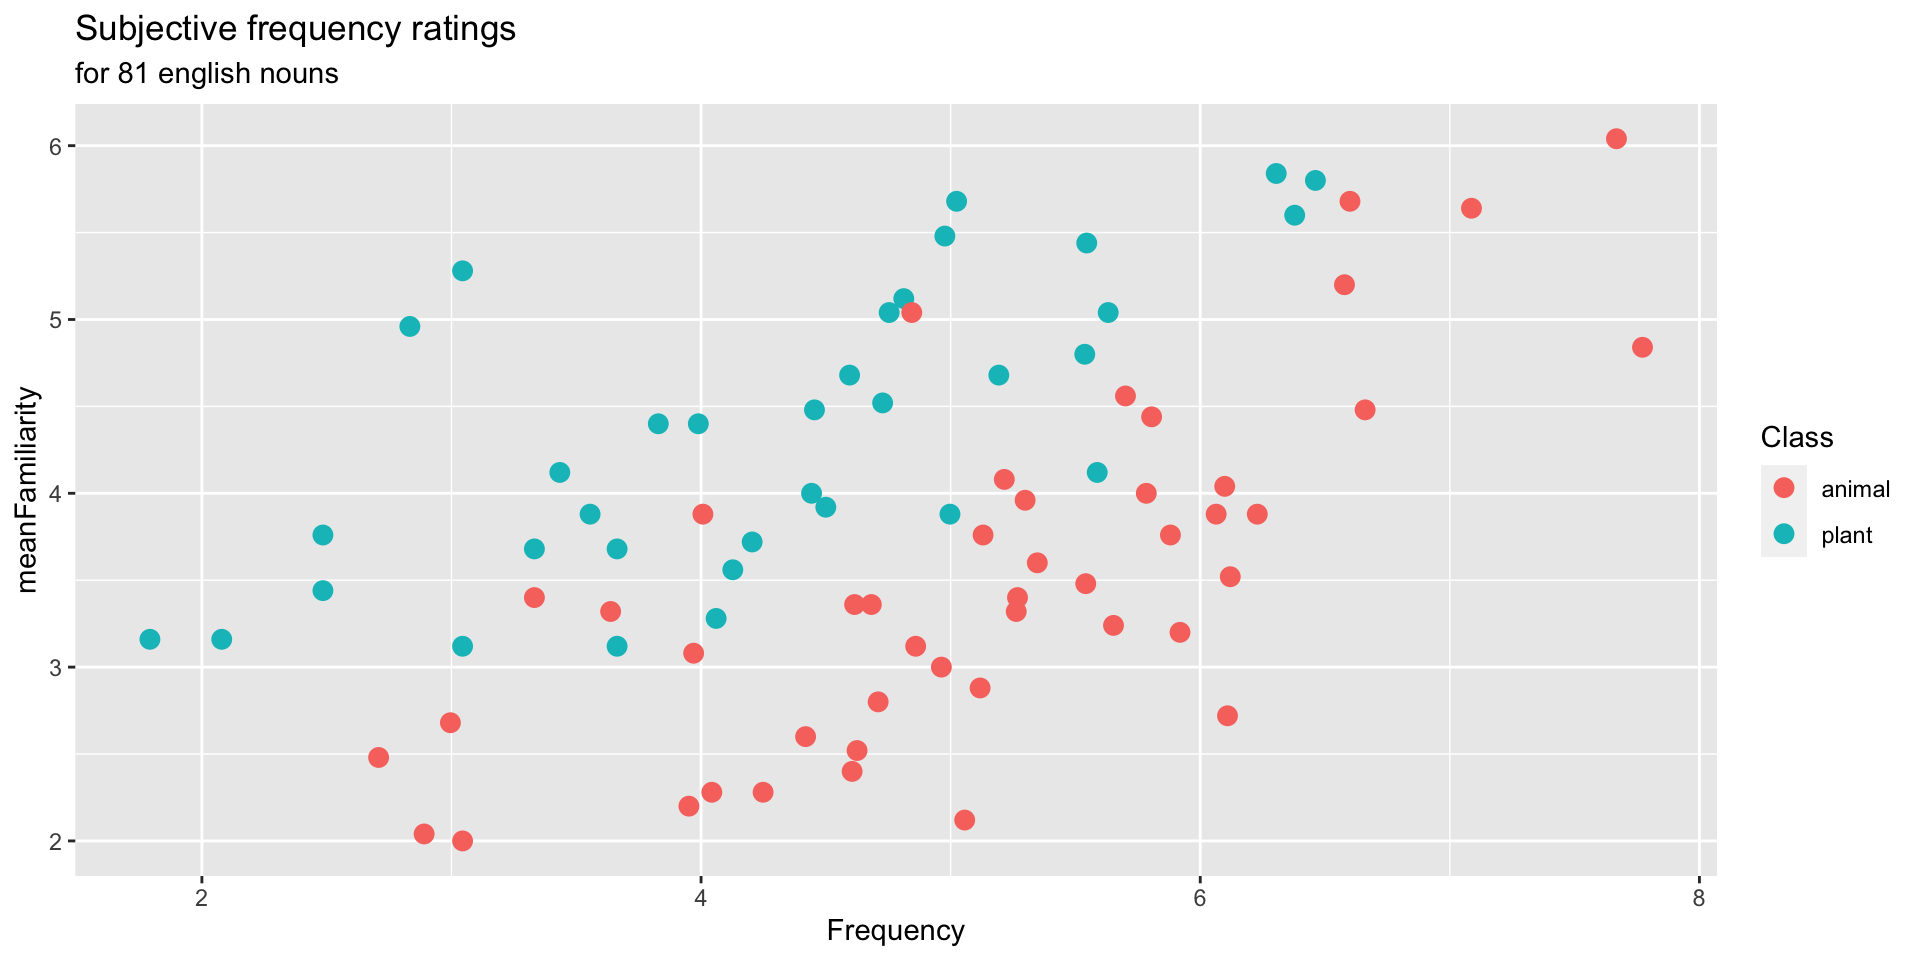 Subjective frequency ratings
for 81 english nouns
meanFamiliarity
6
5
4
3
2
2 4 6 8
Frequency
Class
animal
plant